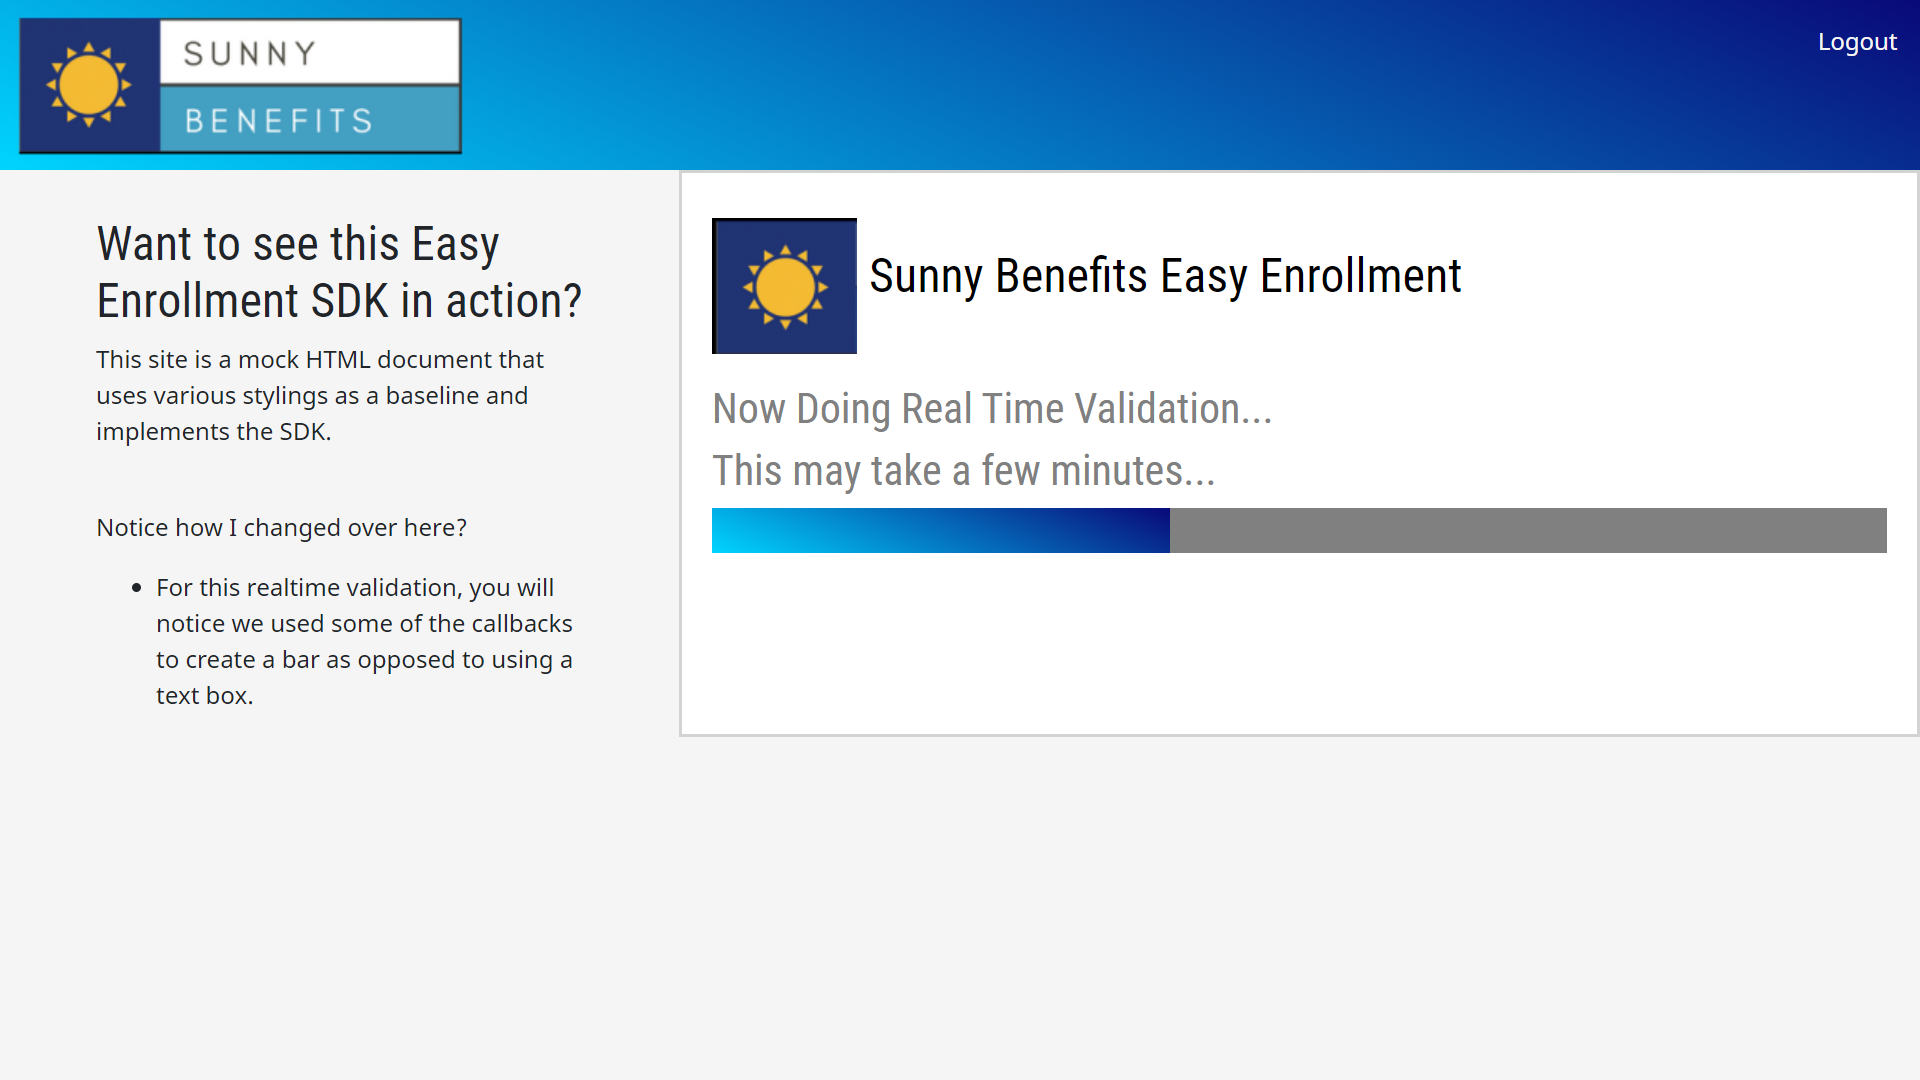 SUNNY
BENEFITS
Logout
Want to see this Easy
Enrollment SDK in action?
This site is a mock HTML document that
uses various stylings as a baseline and
implements the SDK.
Notice how I changed over here?
• For this realtime validation, you will
notice we used some of the callbacks
to create a bar as opposed to using a
text box.
Sunny Benefits Easy Enrollment
Now Doing Real Time Validation...
This may take a few minutes...